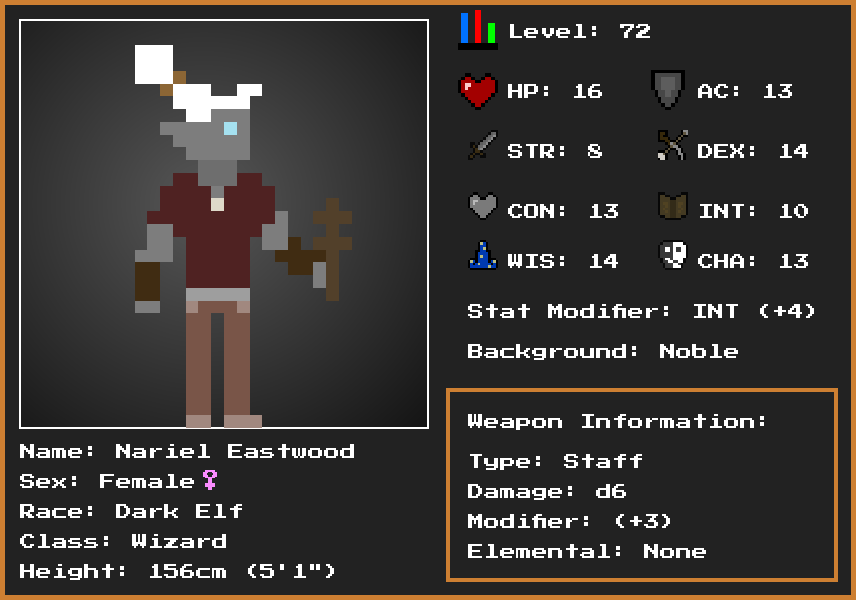 Level: 72
HP: 16
AC: 13
STR: 8
DEX: 14
CON: 13
INT: 10
WIS: 14
CHA: 13
Stat Modifier: INT (+4)
Background: Noble
Weapon Information:
Type: Staff
Damage: d6
Modifier: (+3)
Elemental: None
Name: Nariel Eastwood
Sex: Female♀
Race: Dark Elf
Class: Wizard
Height: 156cm (5'1")